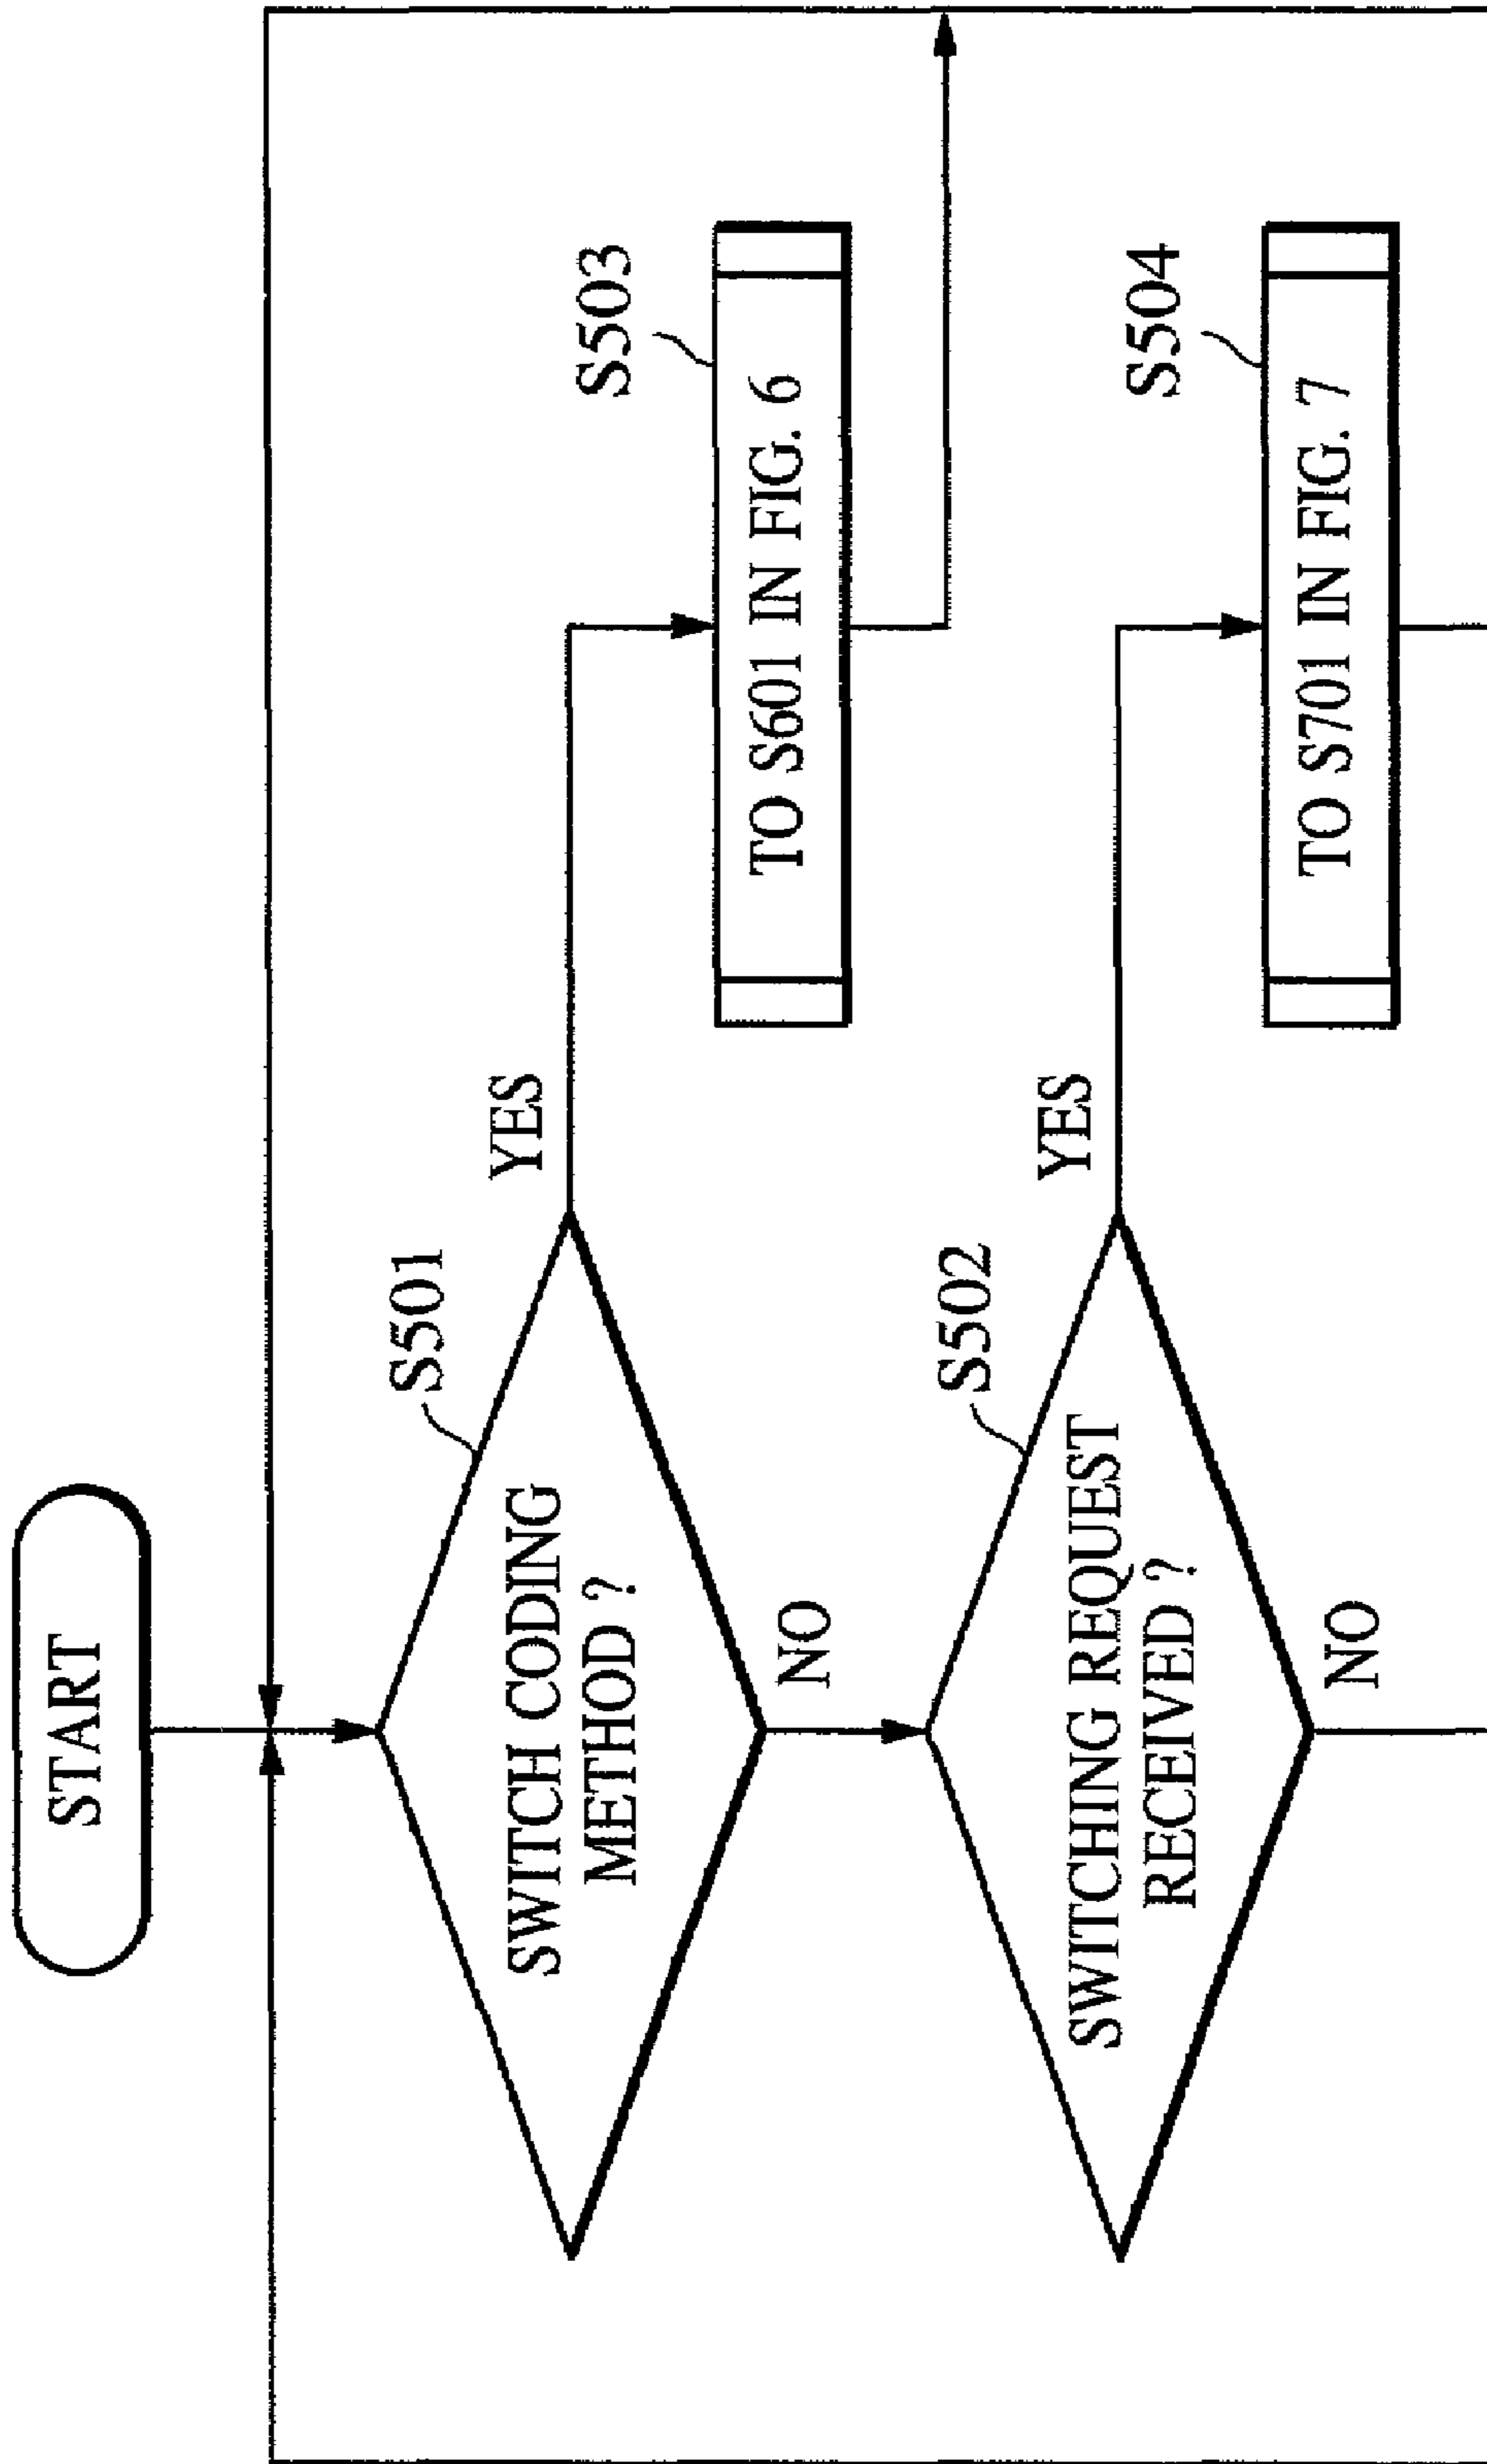 START
S501
SWITCH CODING
METHOD ?
YES
NO
S503
TO S601 IN FIG. 6
S502
SWITCHING REQUEST
RECEIVED ?
YES
NO
S504
TO S701 IN FIG. 7